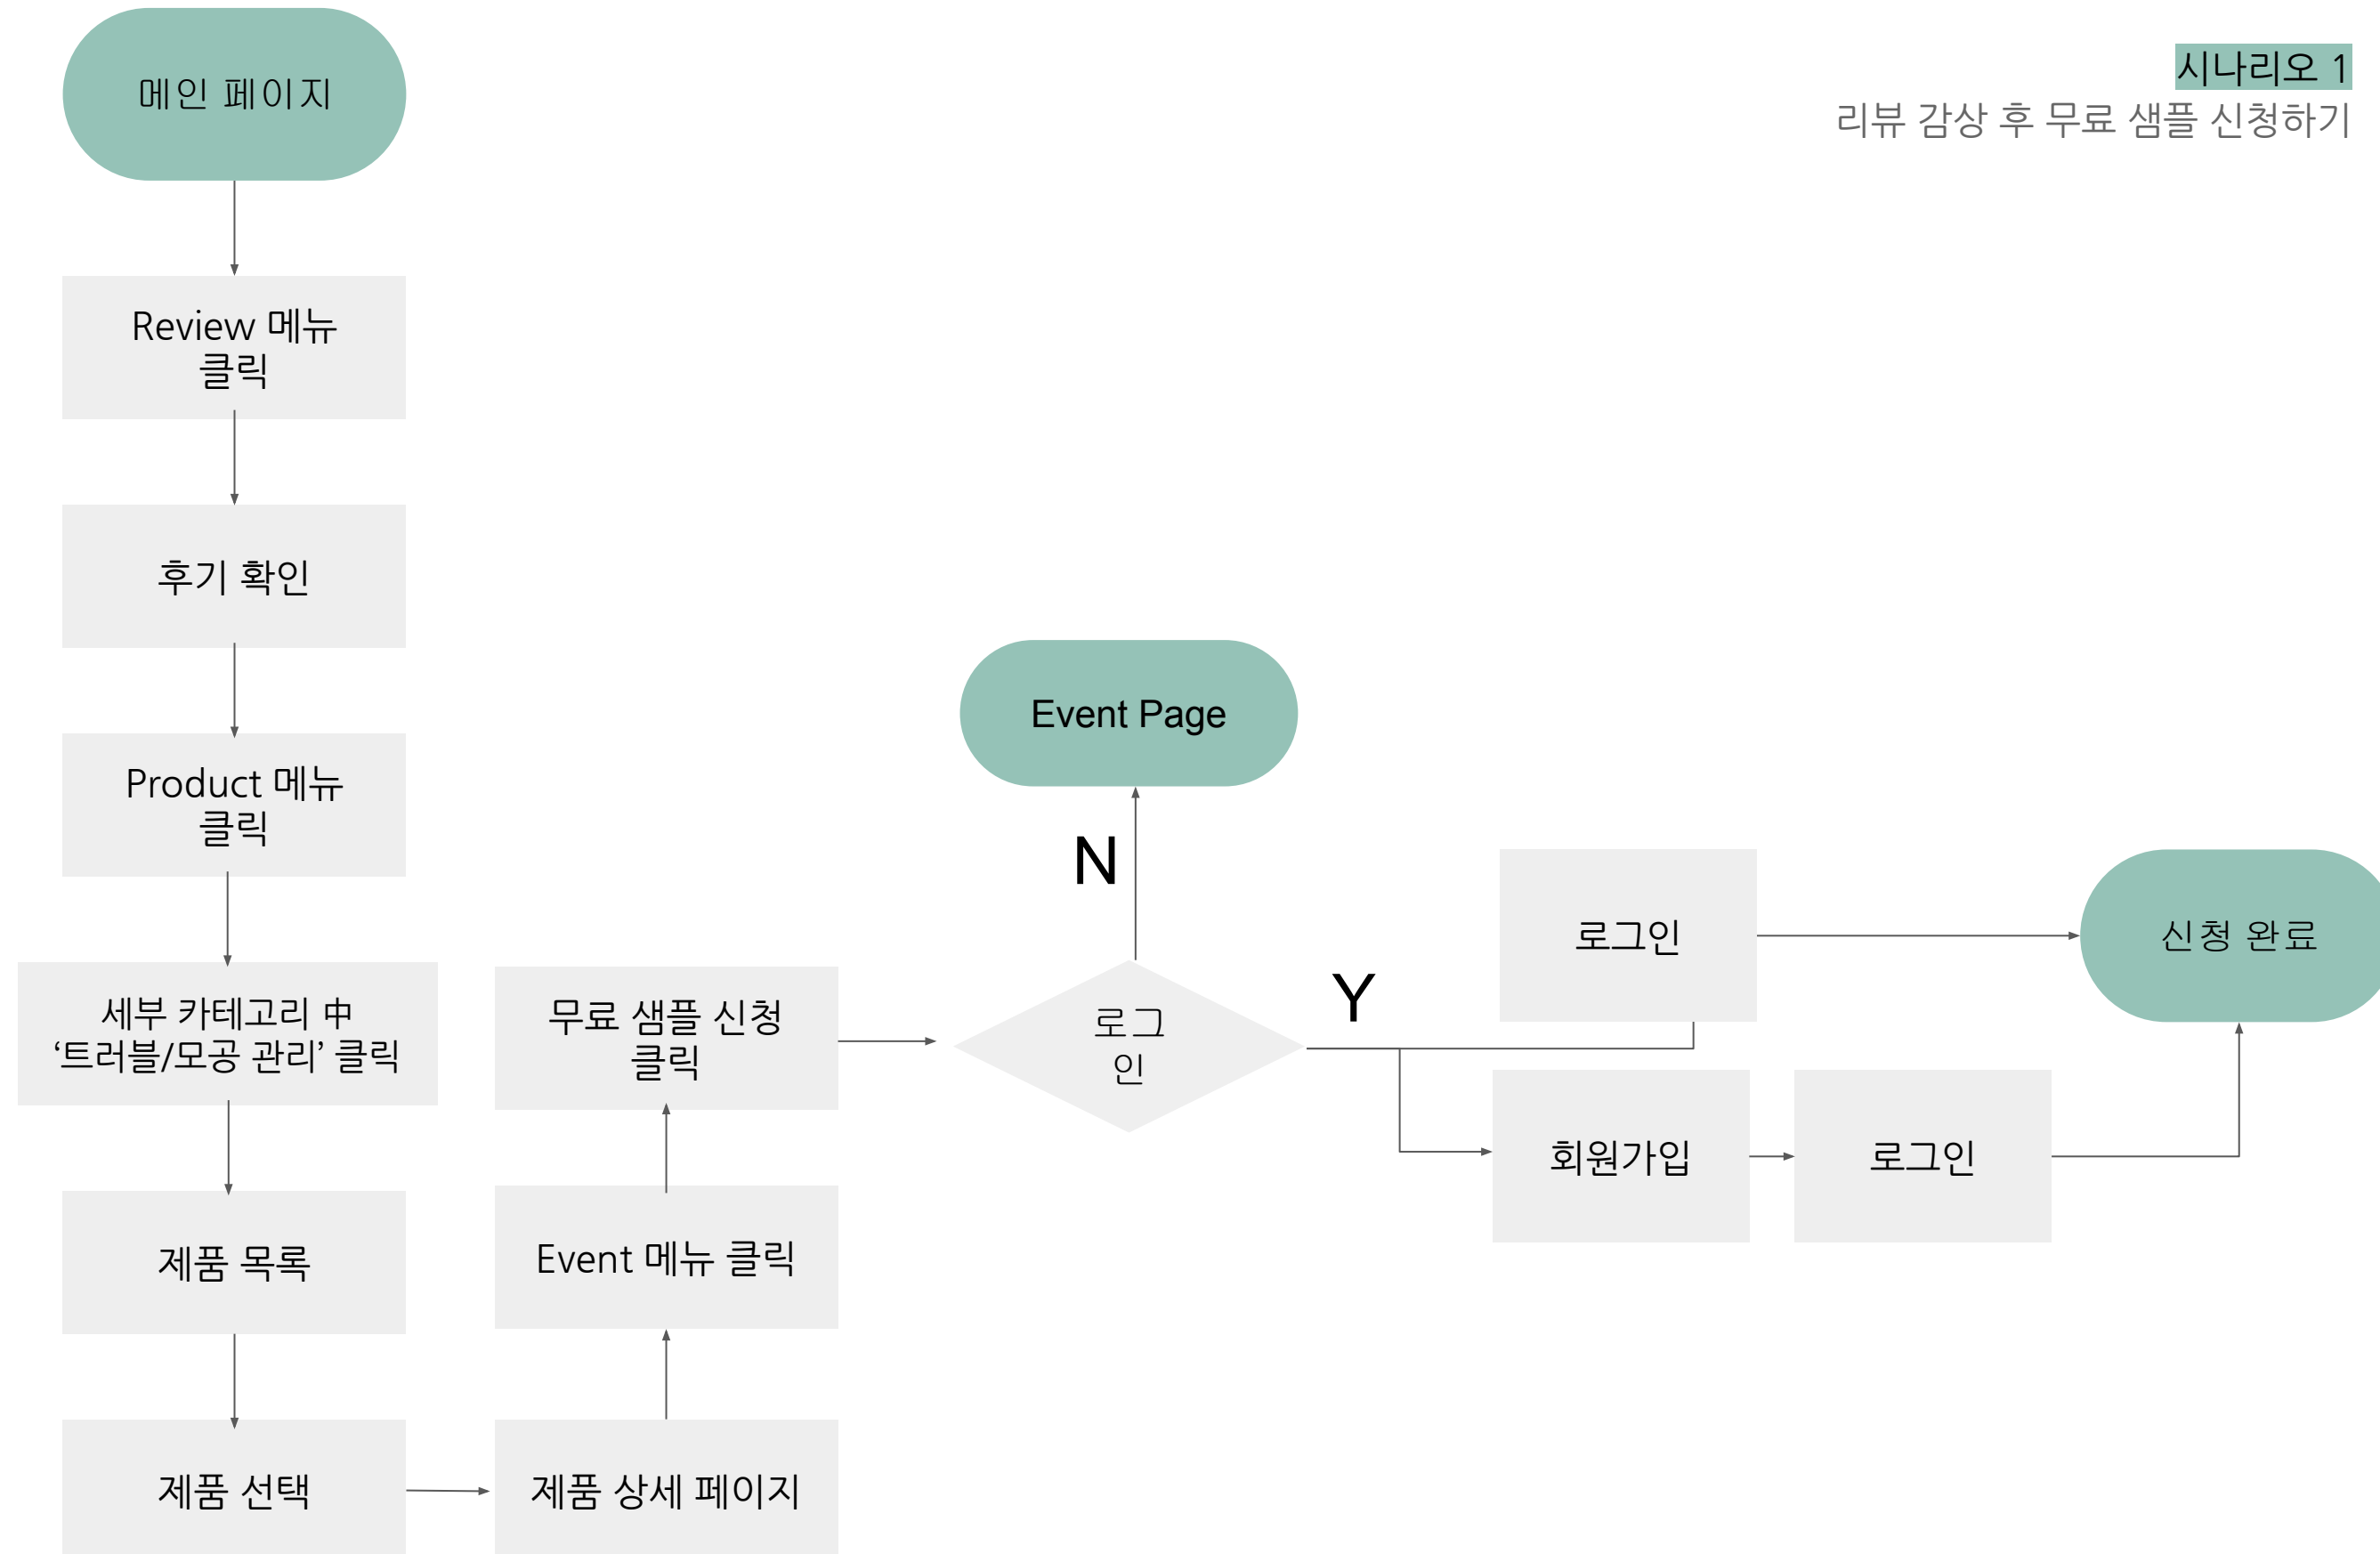 메인 페이지
시나리오 1
리뷰 감상 후 무료 샘플 신청하기
Review 메뉴
클릭
후기 확인
Product 메뉴
클릭
세부 카테고리 中
‘트러블/모공 관리’ 클릭
제품 목록
제품 선택
제품 상세 페이지
Event 메뉴 클릭
무료 샘플 신청
클릭
로그
인
N
Event Page
Y
로그인
회원가입
로그인
신청 완료